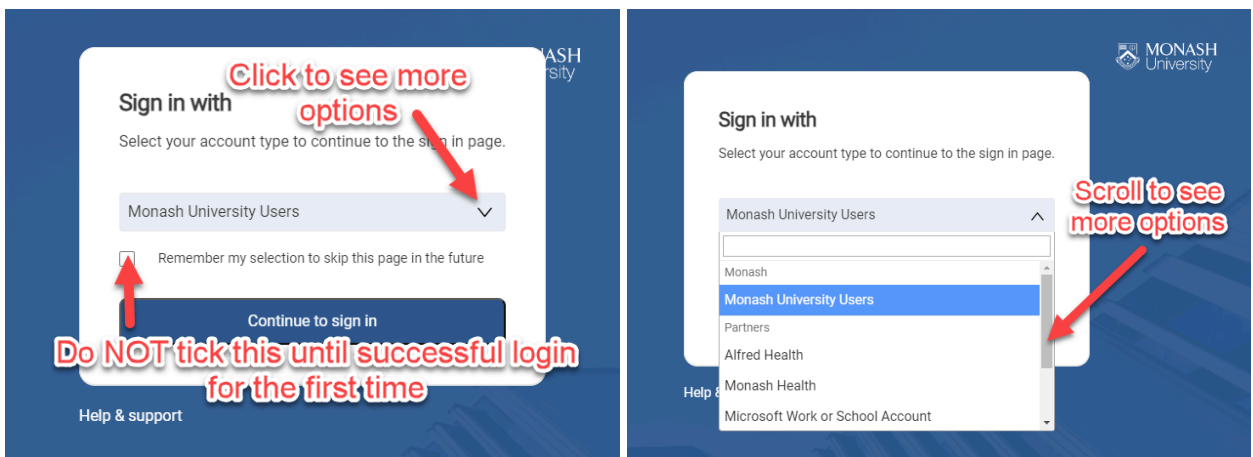 ASH
rsity
Click to see more
options
Sign in with
Select your account type to continue to the sign in page.
Monash University Users
Remember my selection to skip this page in the future
Continue to sign in
Do NOT tick this until successful login
for the first time
Help & support
MONASH
University
Sign in with
Select your account type to continue to the sign in page.
Monash University Users
Scroll to see
more options
Monash
Monash University Users
Partners
Alfred Health
Monash Health
Microsoft Work or School Account
Help &